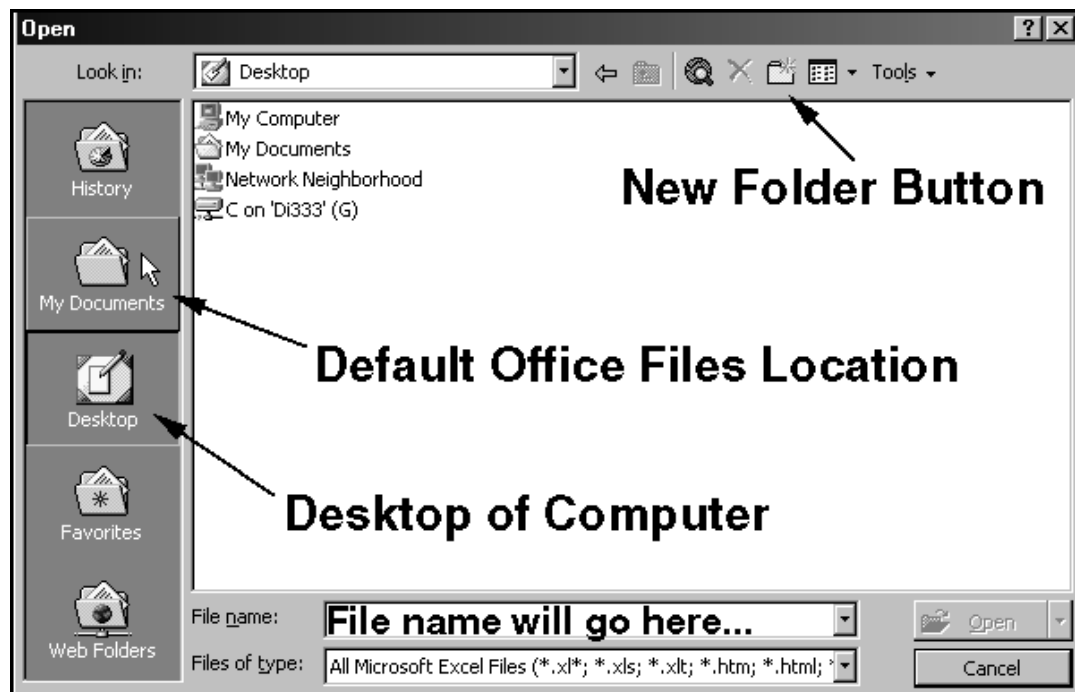 Open
? X
Look in: Desktop Tools
My Computer
My Documents
Network Neighborhood
C on 'Di333' (G)
New Folder Button
History
My Documents
Default Office Files Location
Desktop
Desktop of Computer
Favorites
Web Folders
File name: File name will go here... Open
Files of type: All Microsoft Excel Files (*.xl*; *.xls; *.xlt; *.htm; *.html; * Cancel